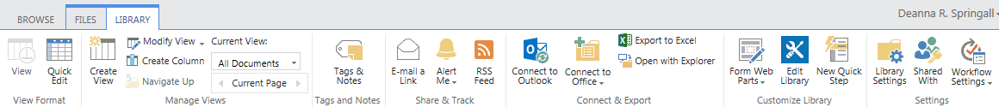 BROWSE FILES LIBRARY
Deanna R. Springall
View
Quick
Edit
View Format
Create
View
Modify View
Create Column
Navigate Up
Current View:
All Documents
Current Page
Manage Views
Tags &
Notes
Tags and Notes
E-mail a
Link
Alert
Me
RSS
Feed
Share & Track
Connect to
Outlook
Connect to
Office
Export to Excel
Open with Explorer
Connect & Export
Form Web
Parts
Edit
Library
New Quick
Step
Customize Library
Library
Settings
Shared
With
Workflow
Settings
Settings